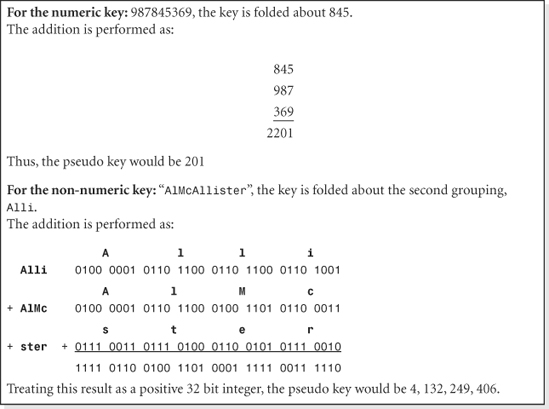 For the numeric key: 987845369, the key is folded about 845.
The addition is performed as:
845
987
369
2201
Thus, the pseudo key would be 201
For the non-numeric key: “AlMcAllister”, the key is folded about the second grouping,
Alli.
The addition is performed as:
A l l i
Alli 0100 0001 0110 1100 0110 1100 0110 1001
A l M c
+ AlMc 0100 0001 0110 1100 0100 1101 0110 0011
s t e r
+ ster + 0111 0011 0111 0100 0110 0101 0111 0010
1111 0110 0100 1101 0001 1111 0011 1110
Treating this result as a positive 32 bit integer, the pseudo key would be 4, 132, 249, 406.